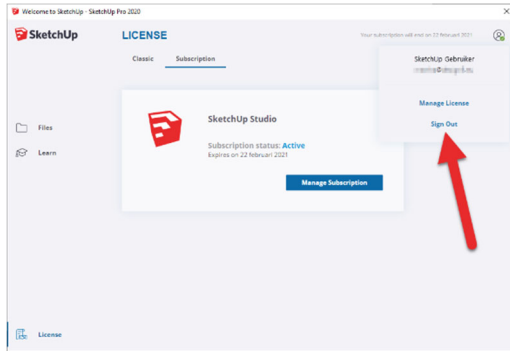 Welcome to SketchUp - SketchUp Pro 2020
SketchUp
LICENSE
Your subscription will end on 22 februari 2021
Classic
Subscription
SketchUp Gebruiker
Manage License
Sign Out
SketchUp Studio
Subscription status: Active
Expires on 22 februari 2021
Manage Subscription
Files
Learn
License